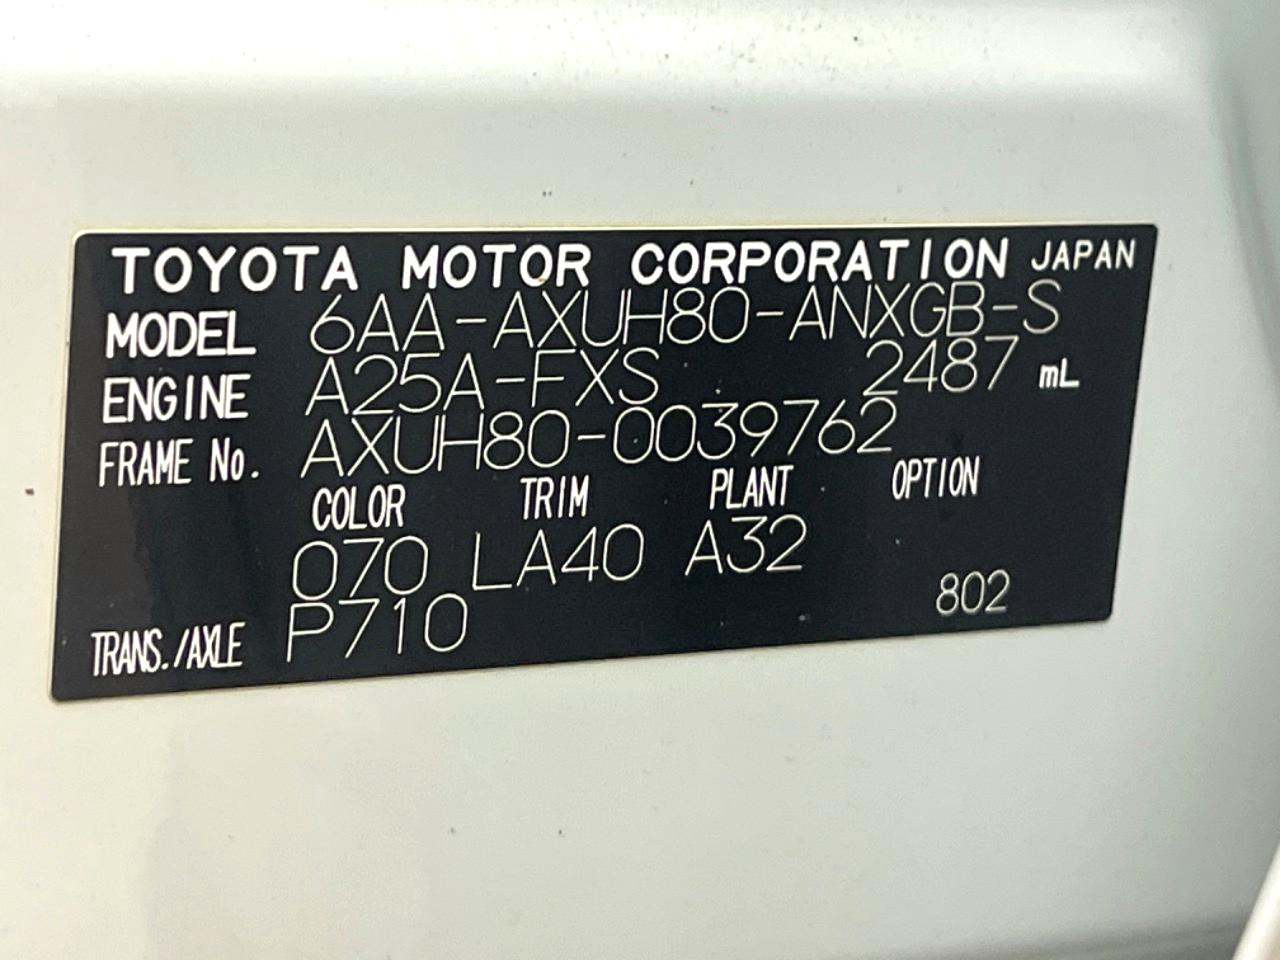 TOYOTA MOTOR CORPORATION JAPAN
MODEL 6AA-AXUH80-ANXGB-S
ENGINE A25A-FXS 2487 mL
FRAME No. AXUH80-0039762
COLOR TRIM PLANT OPTION
070 LA40 A32
TRANS./AXLE P710 802